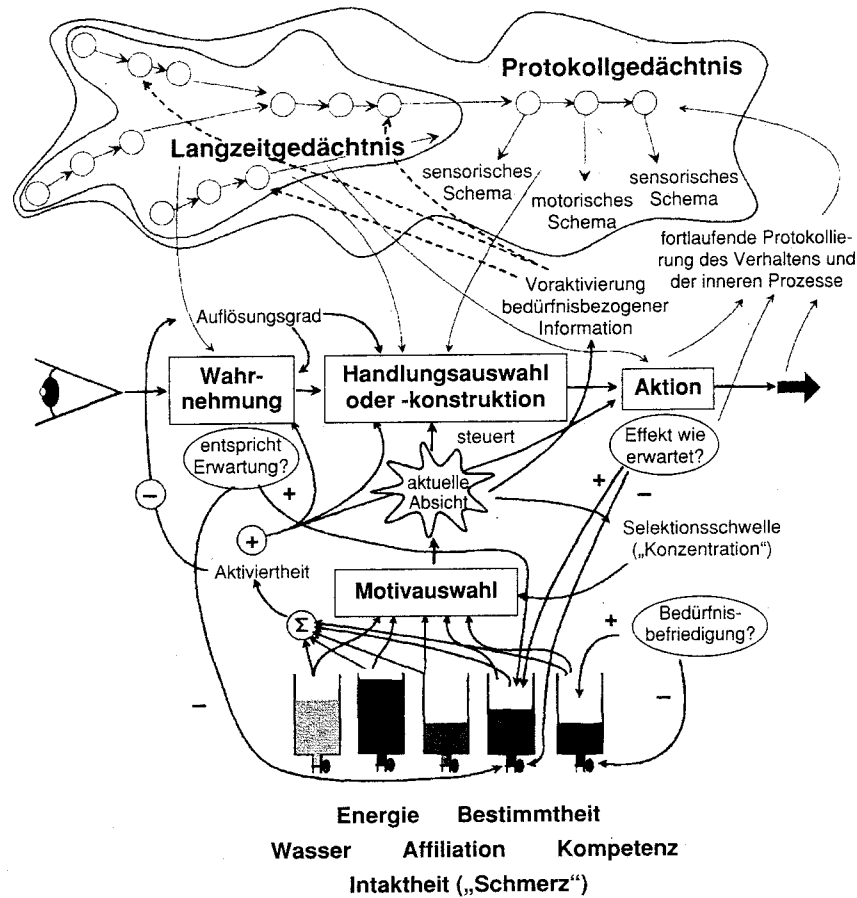 Protokollgedächtnis
Langzeitgedächtnis
sensorisches
Schema
motorisches
Schema
sensorisches
Schema
fortlaufende Protokollie-
rung des Verhaltens und
der inneren Prozesse
Voraktivierung
bedürfnisbezogener
Information
Auflösungsgrad
Wahr-
nehmung
Handlungsauswahl
oder -konstruktion
Aktion
entspricht
Erwartung?
steuert
Effekt wie
erwartet?
+
+
–
aktuelle
Absicht
–
+
Selektionsschwelle
(„Konzentration“)
Aktiviertheit
Motivauswahl
Σ
+
Bedürfnis-
befriedigung?
–
–
Energie Bestimmtheit
Wasser Affiliation Kompetenz
Intaktheit („Schmerz“)